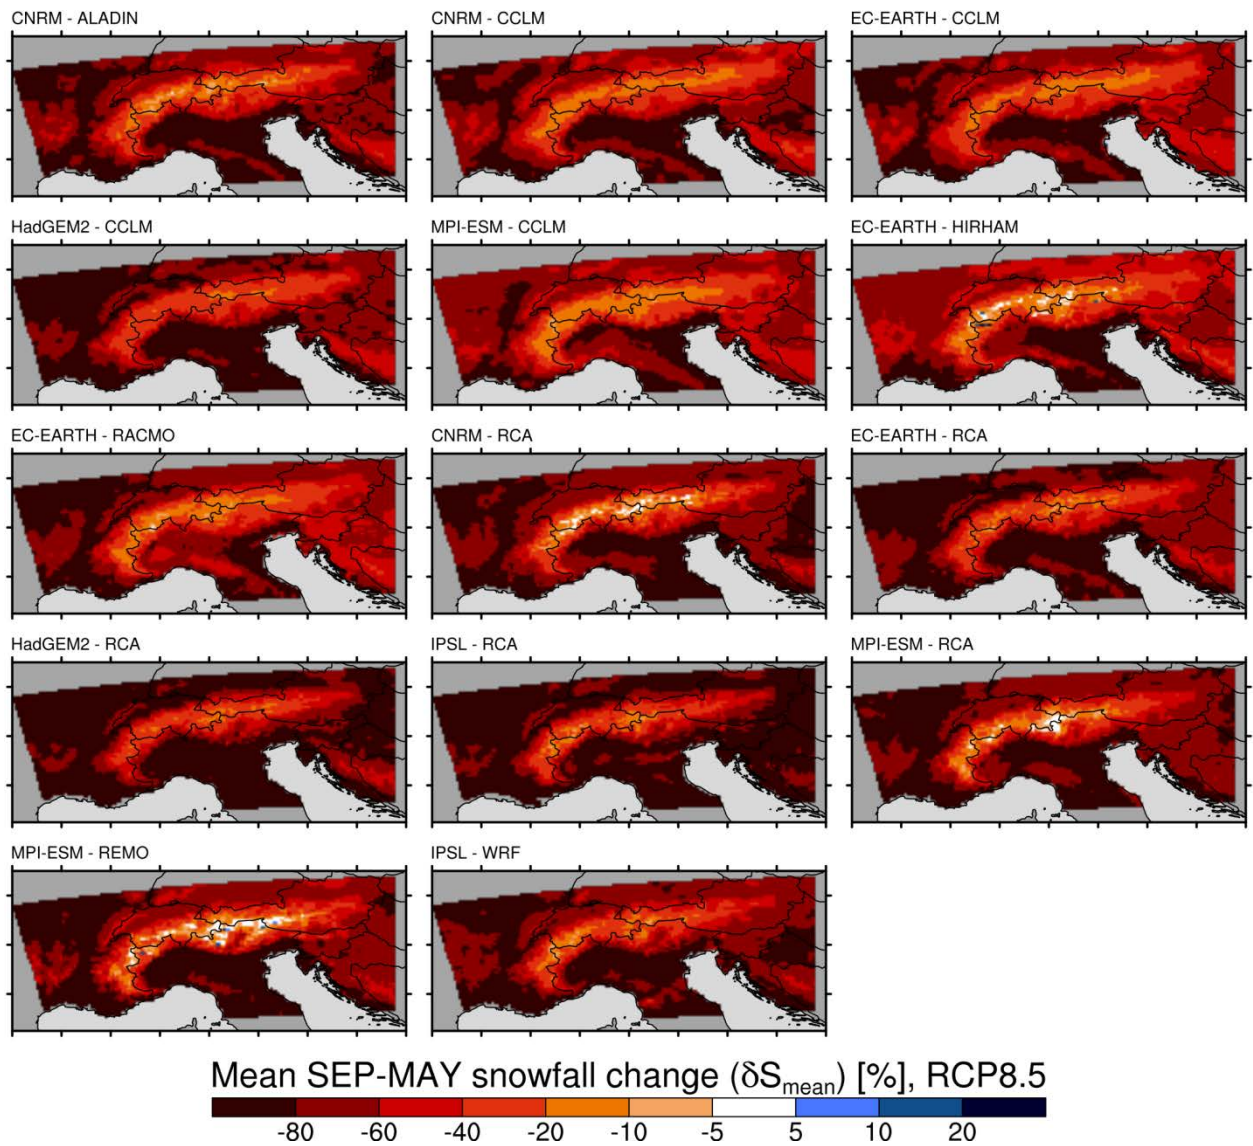 CNRM - ALADIN
CNRM - CCLM
EC-EARTH - CCLM
HadGEM2 - CCLM
MPI-ESM - CCLM
EC-EARTH - HIRHAM
EC-EARTH - RACMO
CNRM - RCA
EC-EARTH - RCA
HadGEM2 - RCA
IPSL - RCA
MPI-ESM - RCA
MPI-ESM - REMO
IPSL - WRF
Mean SEP-MAY snowfall change (δSmean) [%], RCP8.5
-80 -60 -40 -20 -10 -5 5 10 20